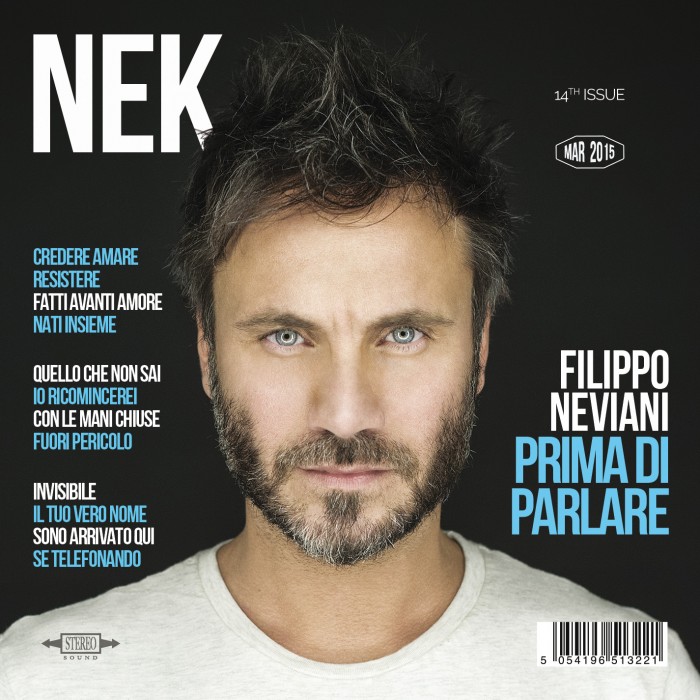 NEK
14TH ISSUE
MAR 2015
CREDERE AMARE
RESISTERE
FATTI AVANTI AMORE
NATI INSIEME
QUELLO CHE NON SAI
IO RICOMINCEREI
CON LE MANI CHIUSE
FUORI PERICOLO
INVISIBILE
IL TUO VERO NOME
SONO ARRIVATO QUI
SE TELEFONANDO
FILIPPO
NEVIANI
PRIMA DI
PARLARE
STEREO
SOUND
5 054196 513221